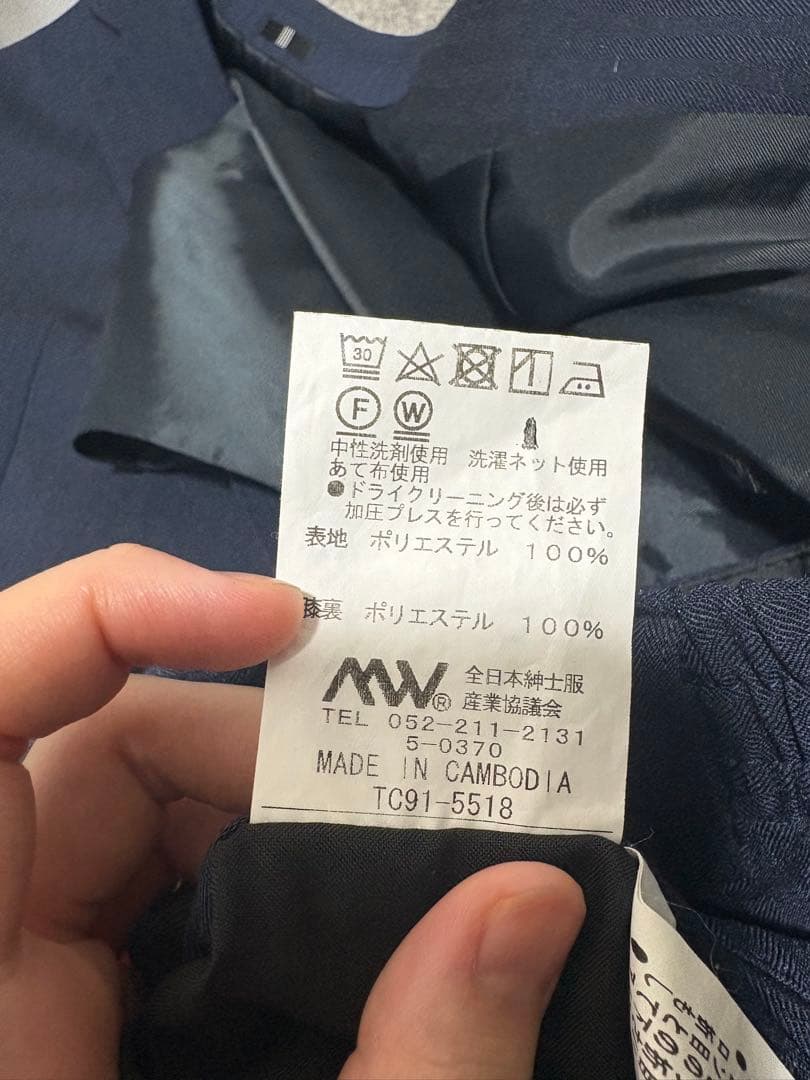 30
F W
中性洗剤使用 洗濯ネット使用
あて布使用
●ドライクリーニング後は必ず
加圧プレスを行ってください。
表地 ポリエステル 100%
膝裏 ポリエステル 100%
MW® 全日本紳士服
産業協議会
TEL 052-211-2131
5-0370
MADE IN CAMBODIA
TC91-5518